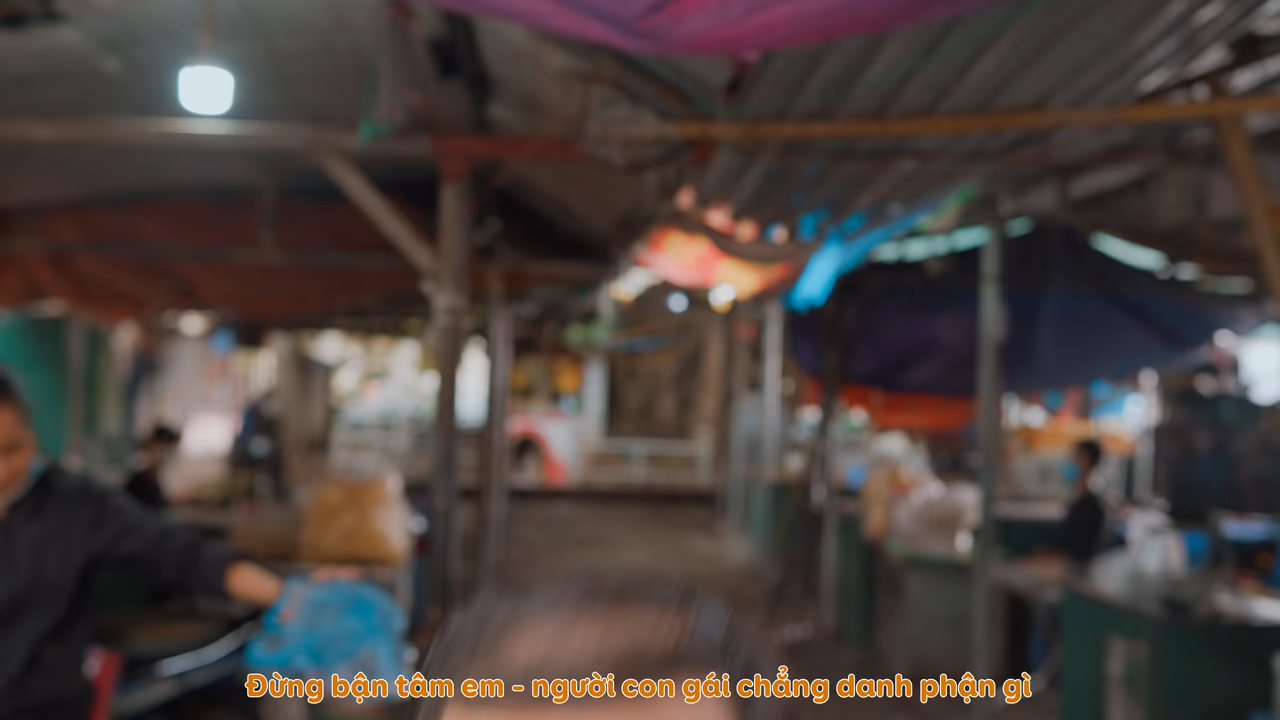 Đừng bận tâm em - người con gái chẳng danh phận gì